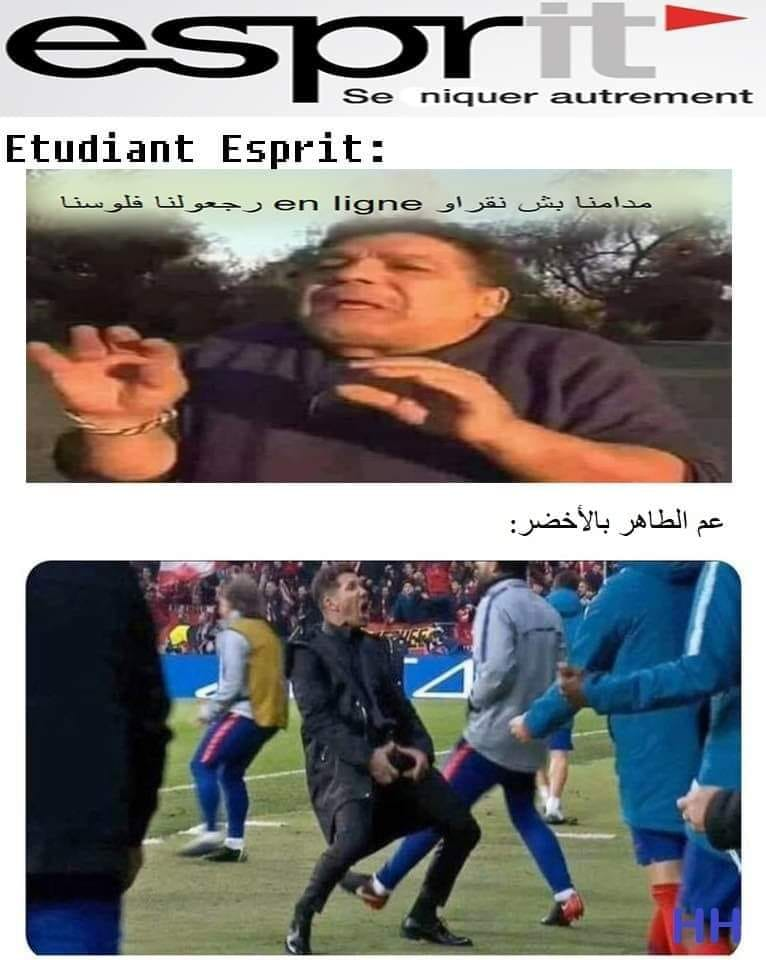 esprit
Se niquer autrement
Etudiant Esprit:
مدامنا بش نقراو en ligne رجعولنا فلوسنا
عم الطاهر بالأخضر:
HH